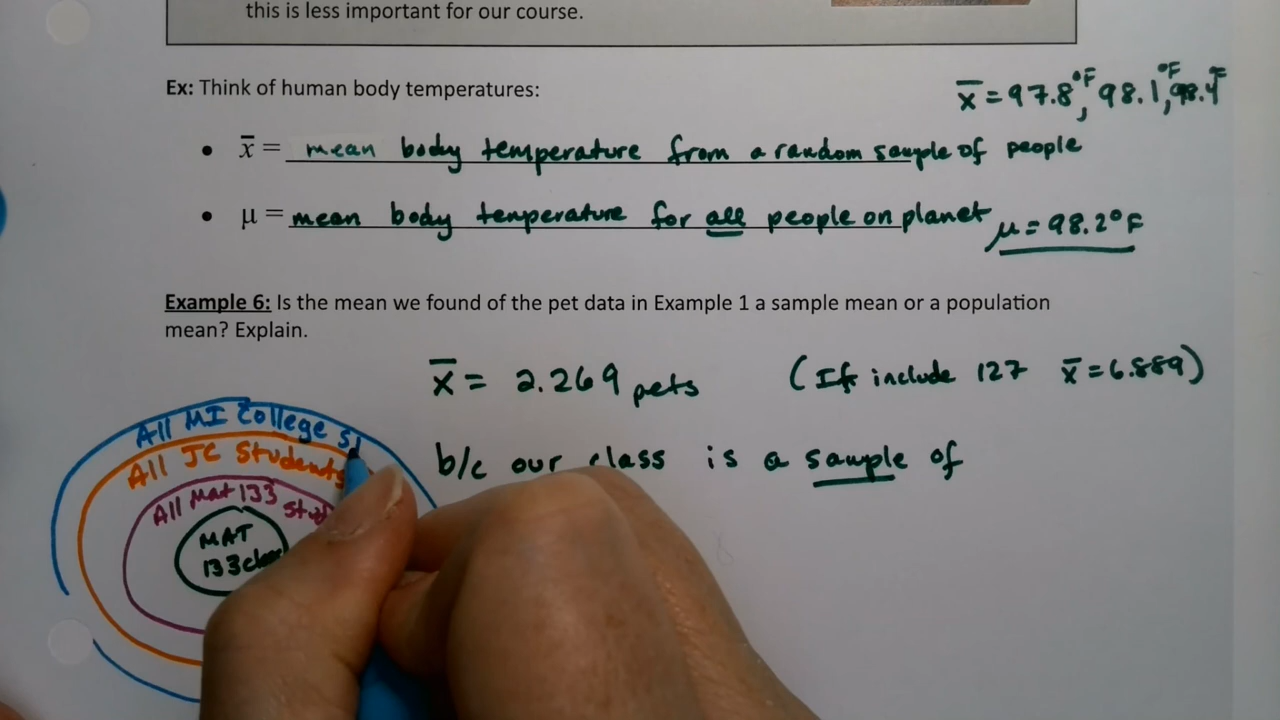 this is less important for our course.
Ex: Think of human body temperatures:
x̄ = 97.8°F, 98.1°F, 98.4°F
• x̄ = mean body temperature from a random sample of people
• μ = mean body temperature for all people on planet
μ = 98.2°F
Example 6: Is the mean we found of the pet data in Example 1 a sample mean or a population
mean? Explain.
x̄ = 2.269 pets (If include 127 x̄ = 6.889)
b/c our class is a sample of
All MI College St
All JC Students
All Mat 133
MAT
133